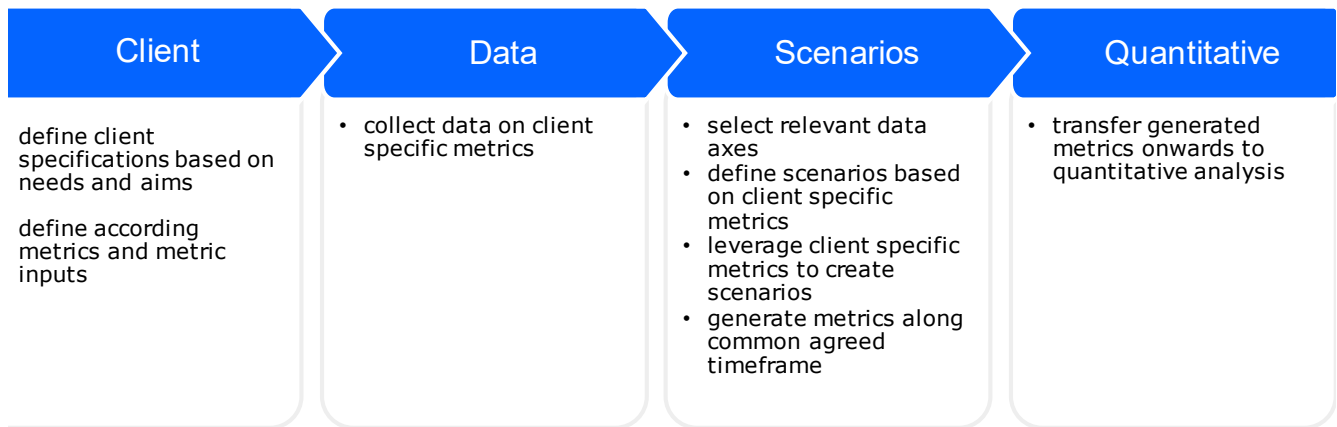 Client
define client
specifications based on
needs and aims
define according
metrics and metric
inputs
Data
• collect data on client
specific metrics
Scenarios
• select relevant data
axes
• define scenarios based
on client specific
metrics
• leverage client specific
metrics to create
scenarios
• generate metrics along
common agreed
timeframe
Quantitative
• transfer generated
metrics onwards to
quantitative analysis